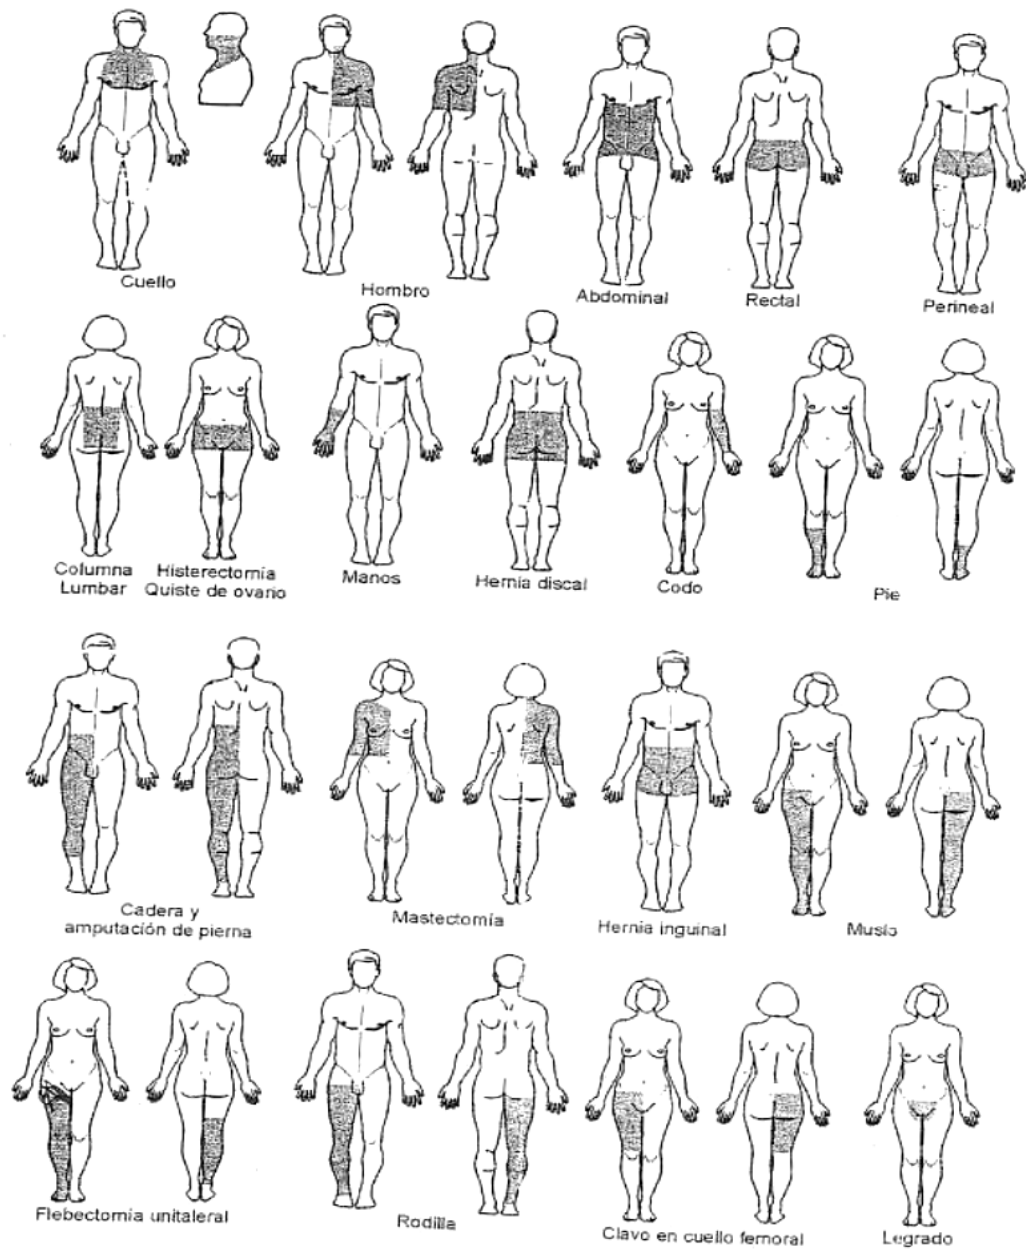 Cuello
Hombro
Abdominal
Rectal
Perineal
Columna
Lumbar
Histerectomía
Quiste de ovario
Manos
Hernia discal
Codo
Pie
Cadera y
amputación de pierna
Mastectomía
Hernia inguinal
Muslo
Flebectomia unitaleral
Rodilla
Clavo en cuello femoral
Legrado